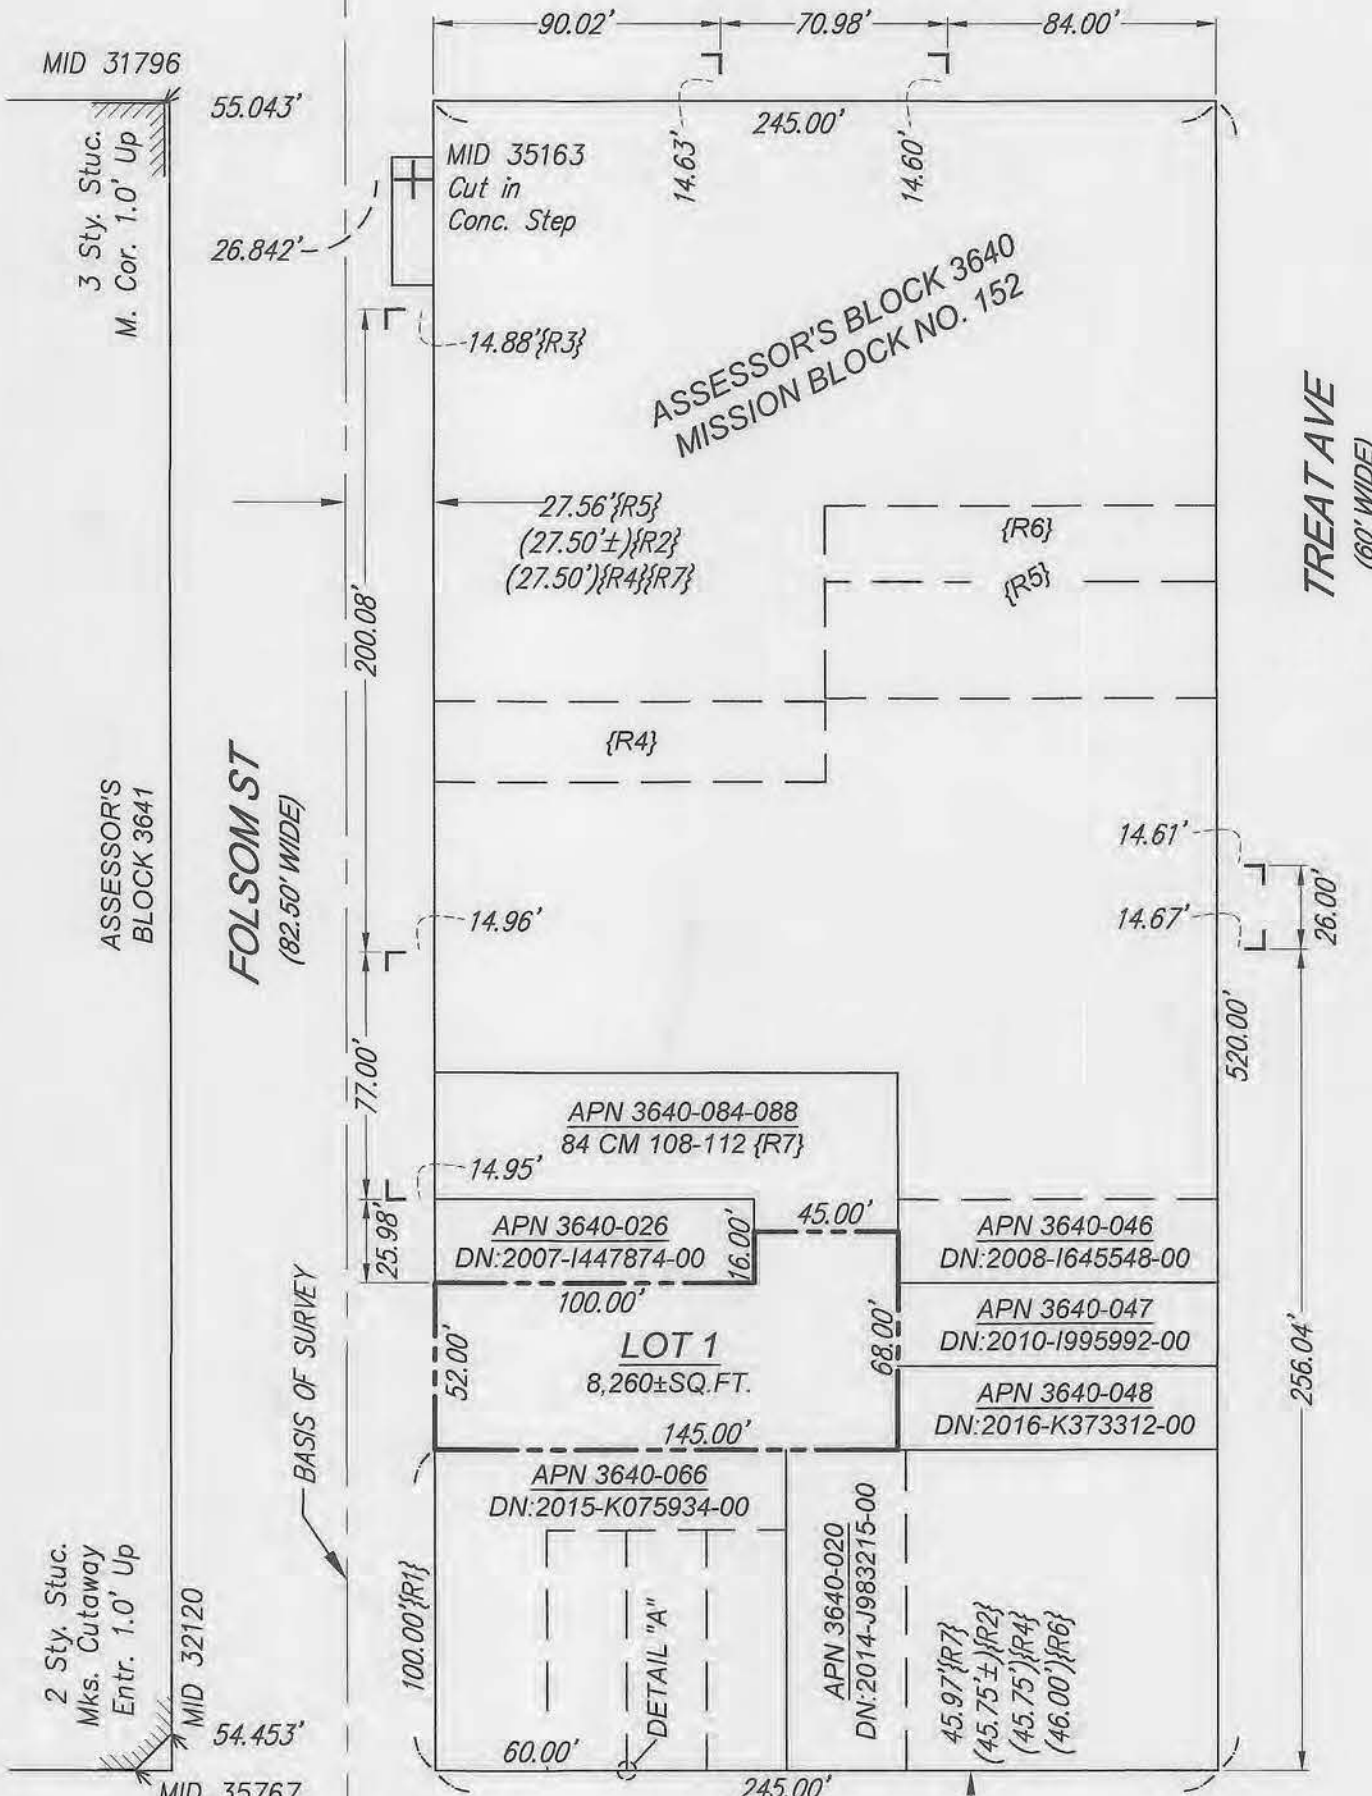 90.02'
70.98'
84.00'
MID 31796
55.043'
245.00'
14.63'
14.60'
3 Sty. Stuc.
M. Cor. 1.0' Up
MID 35163
Cut in
Conc. Step
26.842'
14.88'{R3}
ASSESSOR'S BLOCK 3640
MISSION BLOCK NO. 152
TREAT AVE
(60' WIDE)
27.56'{R5}
(27.50'±){R2}
(27.50'){R4}{R7}
{R6}
{R5}
200.08'
{R4}
ASSESSOR'S
BLOCK 3641
FOLSOM ST
(82.50' WIDE)
14.61'
14.96'
14.67'
26.00'
520.00'
77.00'
APN 3640-084-088
84 CM 108-112 {R7}
14.95'
25.98'
APN 3640-026
DN:2007-I447874-00
16.00'
45.00'
APN 3640-046
DN:2008-I645548-00
100.00'
LOT 1
8,260±SQ.FT.
52.00'
68.00'
145.00'
APN 3640-047
DN:2010-I995992-00
APN 3640-048
DN:2016-K373312-00
256.04'
BASIS OF SURVEY
APN 3640-066
DN:2015-K075934-00
APN 3640-020
DN:2014-J983215-00
100.00'{R1}
DETAIL "A"
45.97'{R7}
(45.75'±){R2}
(45.75'){R4}
(46.00'){R6}
2 Sty. Stuc.
Mks. Cutaway
Entr. 1.0' Up
MID 32120
54.453'
60.00'
MID 35767
245.00'